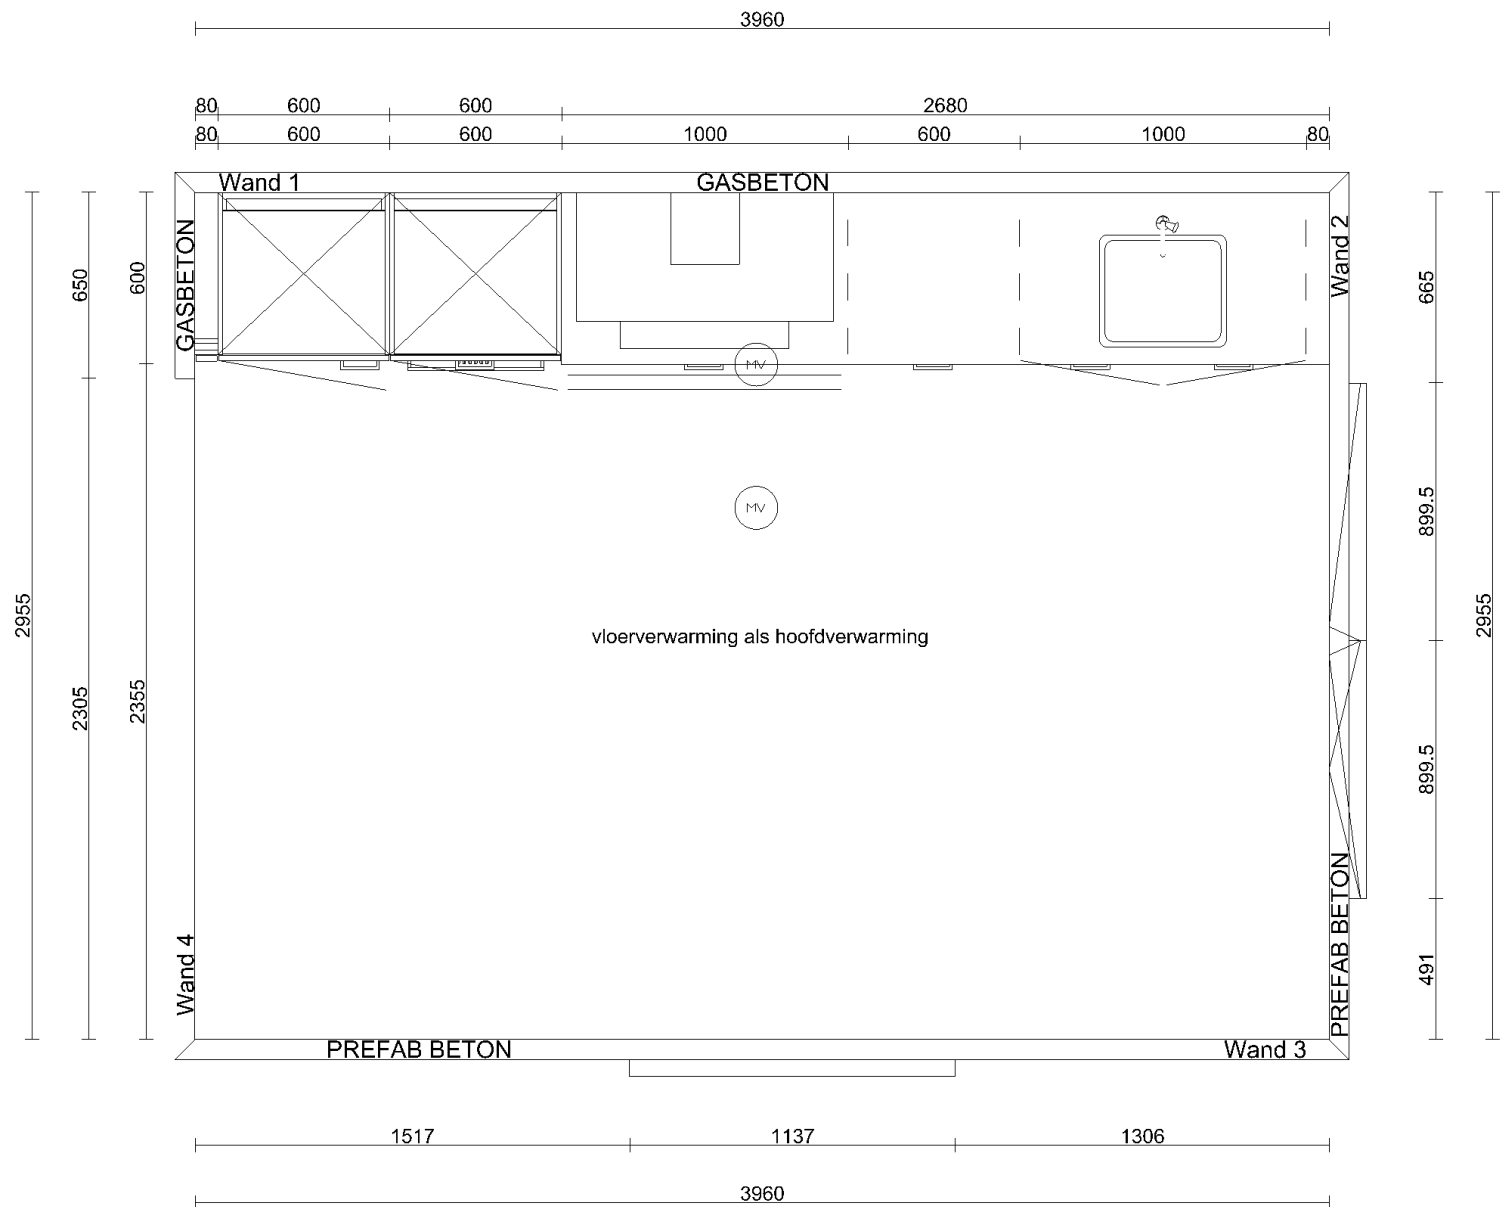 3960
80 600 600 2680
80 600 600 1000 600 1000 80
Wand 1 GASBETON
GASBETON
Wand 2
650
600
665
MV
899.5
MV
2955
vloerverwarming als hoofdverwarming
2955
2305
2355
899.5
PREFAB BETON
Wand 4
491
PREFAB BETON Wand 3
1517 1137 1306
3960